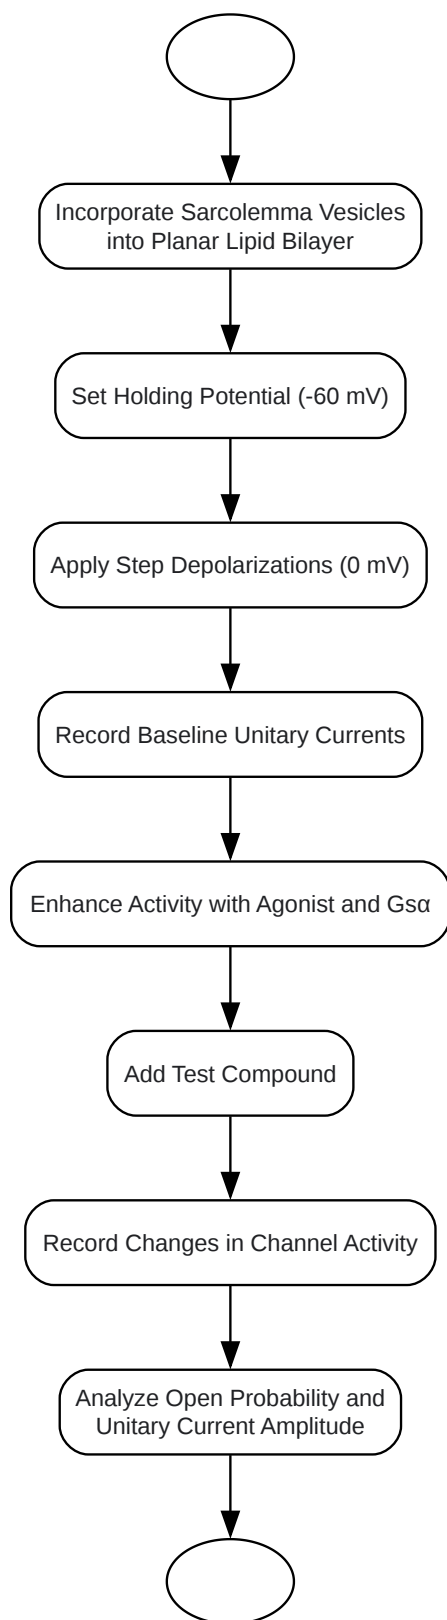 Incorporate Sarcolemma Vesicles
into Planar Lipid Bilayer
Set Holding Potential (-60 mV)
Apply Step Depolarizations (0 mV)
Record Baseline Unitary Currents
Enhance Activity with Agonist and Gsα
Add Test Compound
Record Changes in Channel Activity
Analyze Open Probability and
Unitary Current Amplitude